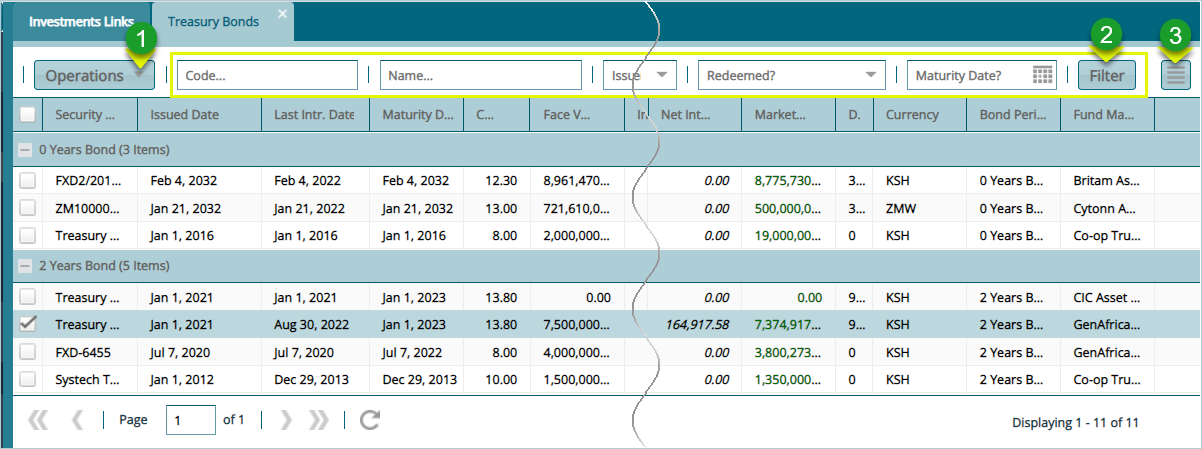 Investments Links Treasury Bonds
1 2 3
Operations Code... Name... Issue Redeemed? Maturity Date? Filter
Security ... Issued Date Last Intr. Date Maturity D... C... Face V... In Net Int... Market... D. Currency Bond Peri... Fund Ma...
0 Years Bond (3 Items)
FXD2/201... Feb 4, 2032 Feb 4, 2022 Feb 4, 2032 12.30 8,961,470... 0.00 8,775,730... 3... KSH 0 Years B... Britam As...
ZM10000... Jan 21, 2032 Jan 21, 2022 Jan 21, 2032 13.00 721,610,0... 0.00 500,000,0... 3... ZMW 0 Years B... Cytonn A...
Treasury ... Jan 1, 2016 Jan 1, 2016 Jan 1, 2016 8.00 2,000,000... 0.00 19,000,00... 0 KSH 0 Years B... Co-op Tru...
2 Years Bond (5 Items)
Treasury ... Jan 1, 2021 Jan 1, 2021 Jan 1, 2023 13.80 0.00 0.00 0.00 9... KSH 2 Years B... CIC Asset ...
Treasury ... Jan 1, 2021 Aug 30, 2022 Jan 1, 2023 13.80 7,500,000... 164,917.58 7,374,917... 9... KSH 2 Years B... GenAfrica...
FXD-6455 Jul 7, 2020 Jul 7, 2020 Jul 7, 2022 8.00 4,000,000... 0.00 3,800,273... 0 KSH 2 Years B... GenAfrica...
Systech T... Jan 1, 2012 Dec 29, 2013 Dec 29, 2013 10.00 1,500,000... 0.00 1,350,000... 0 KSH 2 Years B... Co-op Tru...
Page 1 of 1 Displaying 1 - 11 of 11